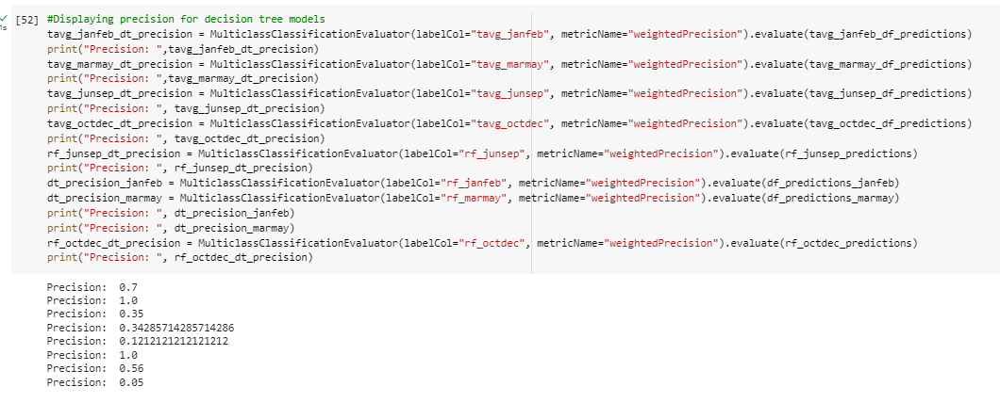 [52] #Displaying precision for decision tree models
1s
tavg_janfeb_dt_precision = MulticlassClassificationEvaluator(labelCol="tavg_janfeb", metricName="weightedPrecision").evaluate(tavg_janfeb_df_predictions)
print("Precision: ",tavg_janfeb_dt_precision)
tavg_marmay_dt_precision = MulticlassClassificationEvaluator(labelCol="tavg_marmay", metricName="weightedPrecision").evaluate(tavg_marmay_df_predictions)
print("Precision: ",tavg_marmay_dt_precision)
tavg_junsep_dt_precision = MulticlassClassificationEvaluator(labelCol="tavg_junsep", metricName="weightedPrecision").evaluate(tavg_junsep_df_predictions)
print("Precision: ", tavg_junsep_dt_precision)
tavg_octdec_dt_precision = MulticlassClassificationEvaluator(labelCol="tavg_octdec", metricName="weightedPrecision").evaluate(tavg_octdec_df_predictions)
print("Precision: ", tavg_octdec_dt_precision)
rf_junsep_dt_precision = MulticlassClassificationEvaluator(labelCol="rf_junsep", metricName="weightedPrecision").evaluate(rf_junsep_predictions)
print("Precision: ", rf_junsep_dt_precision)
dt_precision_janfeb = MulticlassClassificationEvaluator(labelCol="rf_janfeb", metricName="weightedPrecision").evaluate(df_predictions_janfeb)
dt_precision_marmay = MulticlassClassificationEvaluator(labelCol="rf_marmay", metricName="weightedPrecision").evaluate(df_predictions_marmay)
print("Precision: ", dt_precision_janfeb)
print("Precision: ", dt_precision_marmay)
rf_octdec_dt_precision = MulticlassClassificationEvaluator(labelCol="rf_octdec", metricName="weightedPrecision").evaluate(rf_octdec_predictions)
print("Precision: ", rf_octdec_dt_precision)
Precision:  0.7
Precision:  1.0
Precision:  0.35
Precision:  0.34285714285714286
Precision:  0.1212121212121212
Precision:  1.0
Precision:  0.56
Precision:  0.05